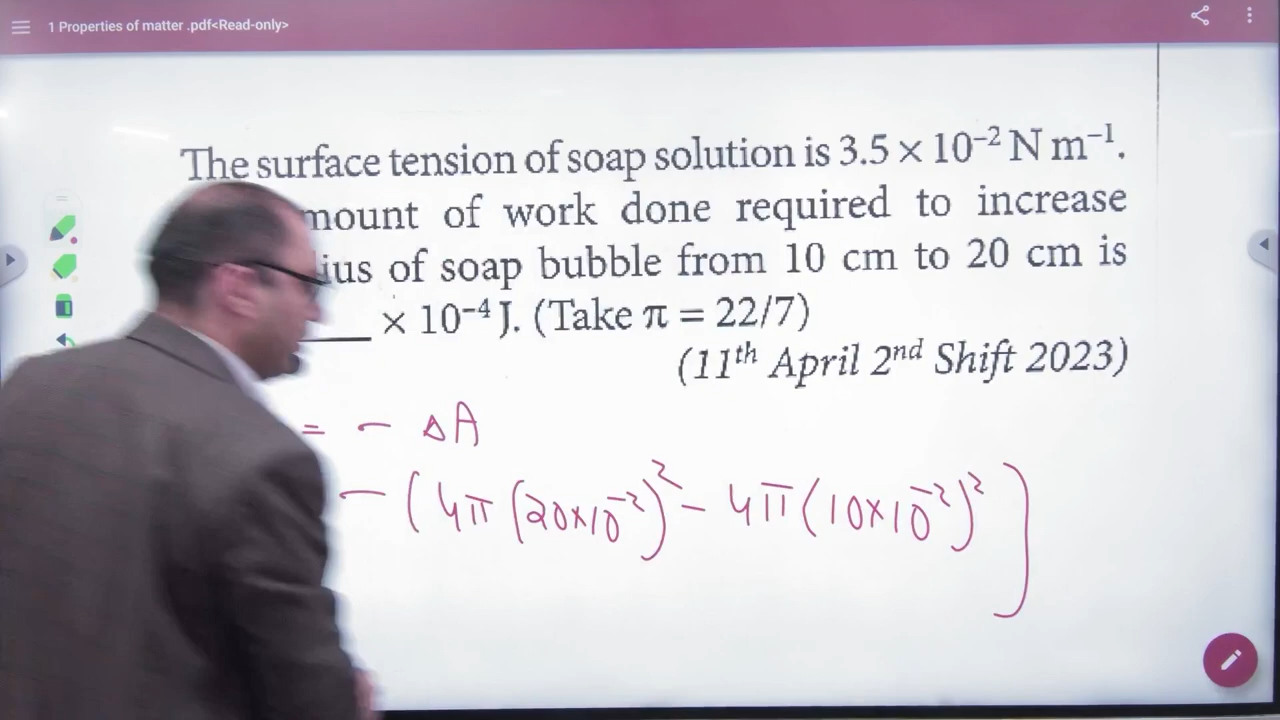 1 Properties of matter .pdf<Read-only>
The surface tension of soap solution is 3.5 × 10⁻² N m⁻¹.
mount of work done required to increase
ius of soap bubble from 10 cm to 20 cm is
____ × 10⁻⁴ J. (Take π = 22/7)
(11th April 2nd Shift 2023)
= – ΔA
– (4π (20×10⁻²)² – 4π (10×10⁻²)²)